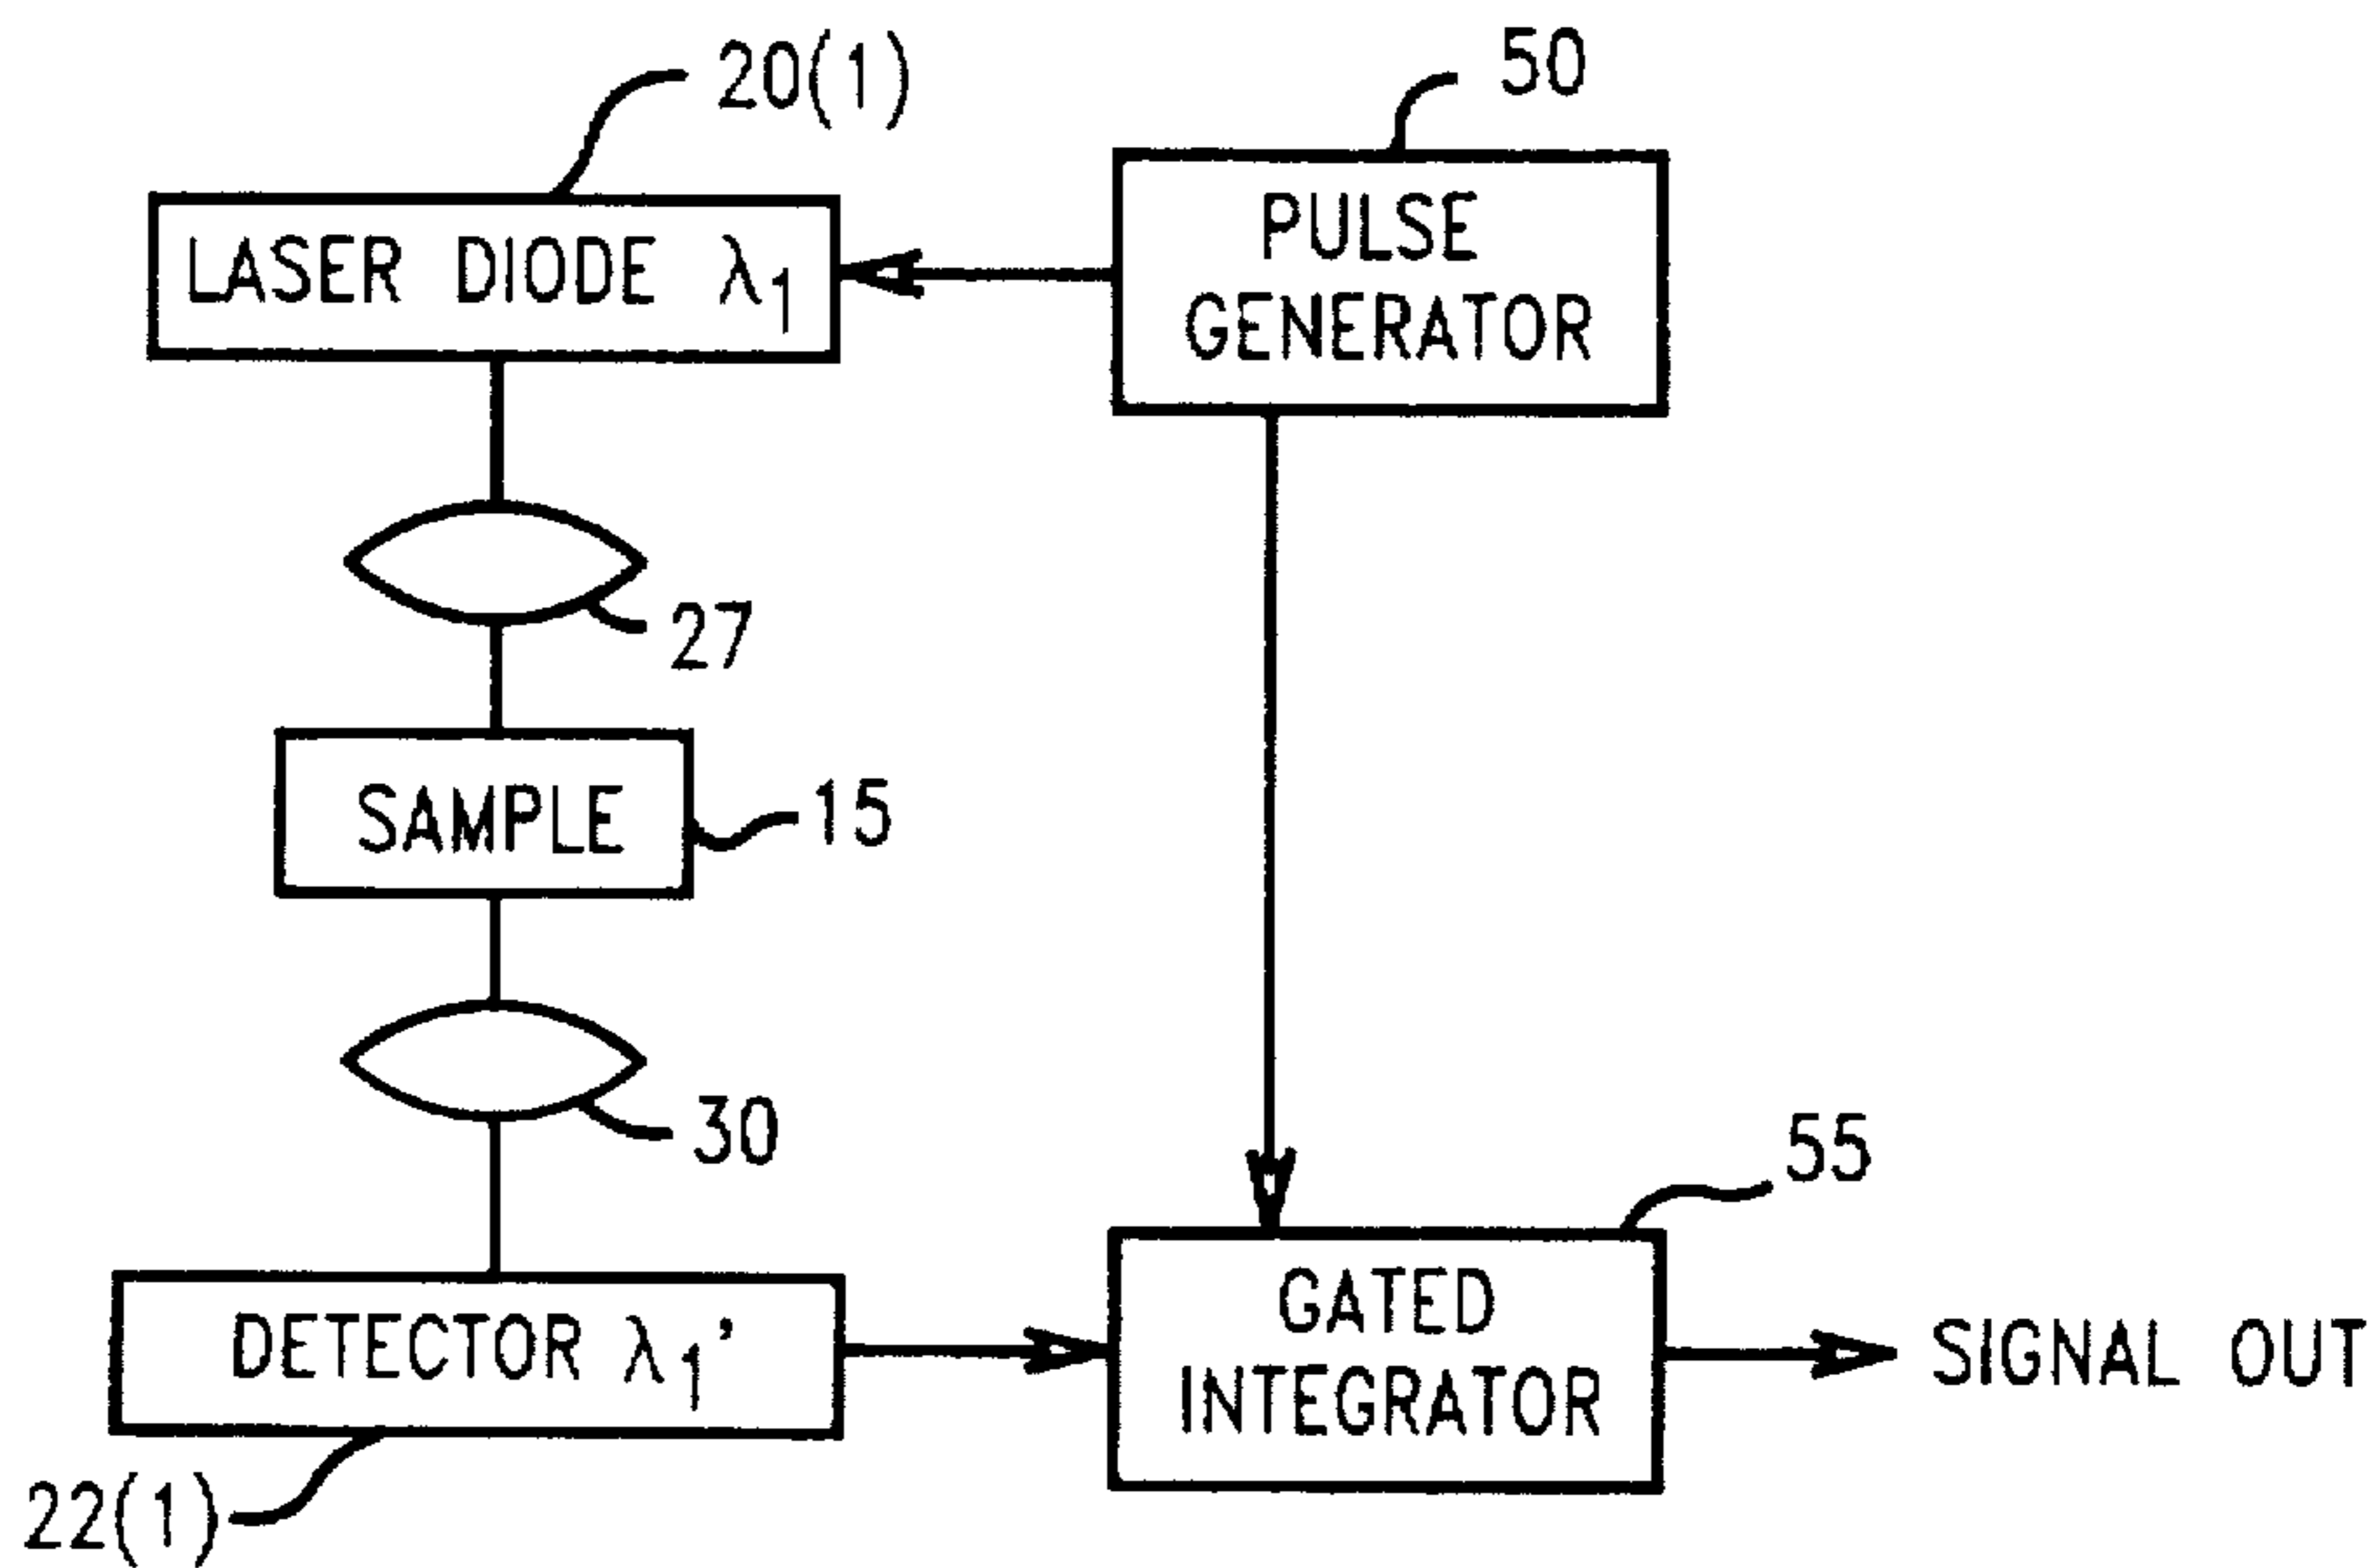 20(1)
50
LASER DIODE λ1
PULSE
GENERATOR
27
SAMPLE
15
30
55
DETECTOR λ1'
GATED
INTEGRATOR
SIGNAL OUT
22(1)